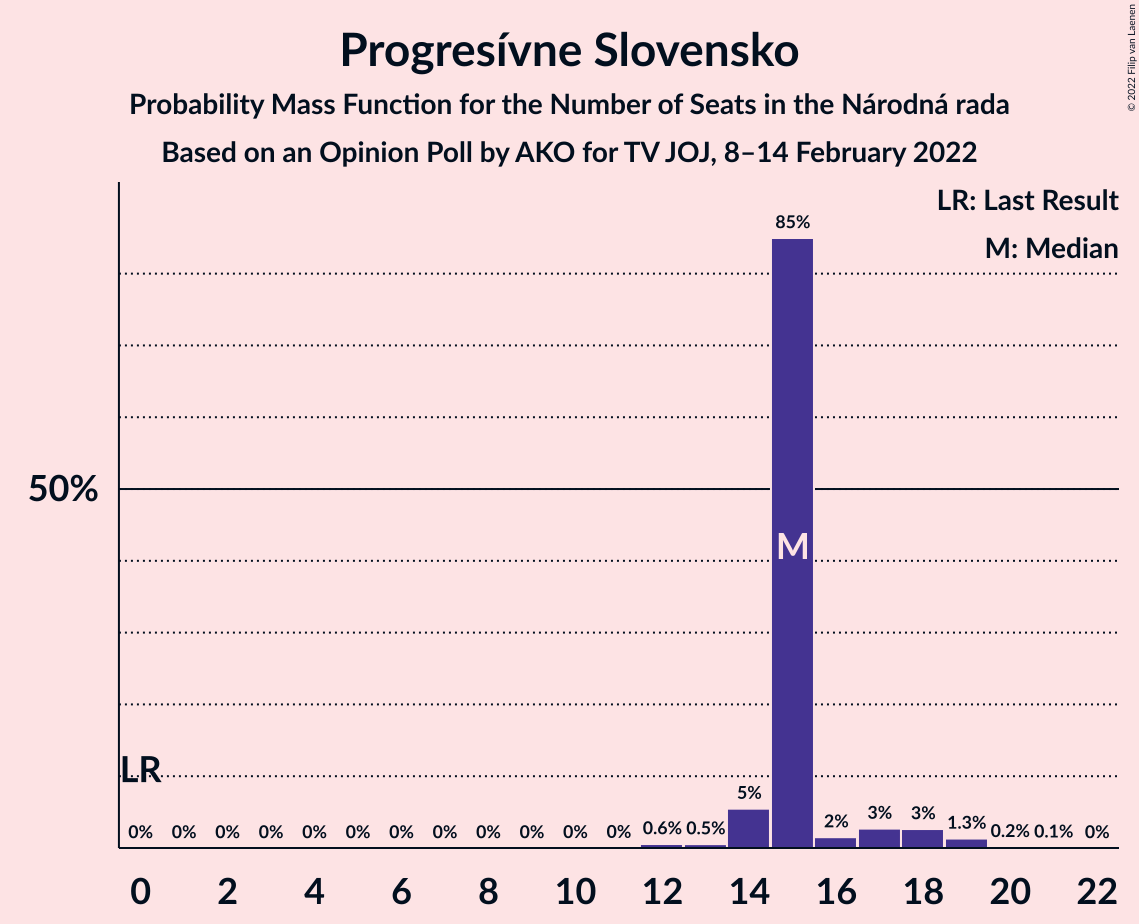 Progresívne Slovensko
Probability Mass Function for the Number of Seats in the Národná rada
Based on an Opinion Poll by AKO for TV JOJ, 8–14 February 2022
© 2022 Filip van Laenen
LR: Last Result
M: Median
50%
LR
M
0% 0% 0% 0% 0% 0% 0% 0% 0% 0% 0% 0% 0.6% 0.5% 5% 85% 2% 3% 3% 1.3% 0.2% 0.1% 0%
0 2 4 6 8 10 12 14 16 18 20 22